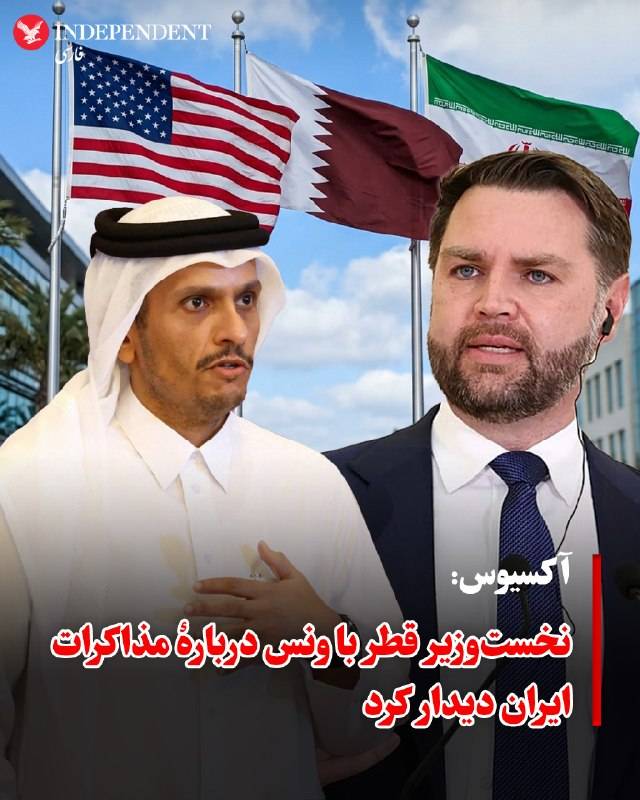 INDEPENDENT
فارسی
آکسیوس:
نخست‌وزیر قطر با ونس دربارهٔ مذاکرات
ایران دیدار کرد